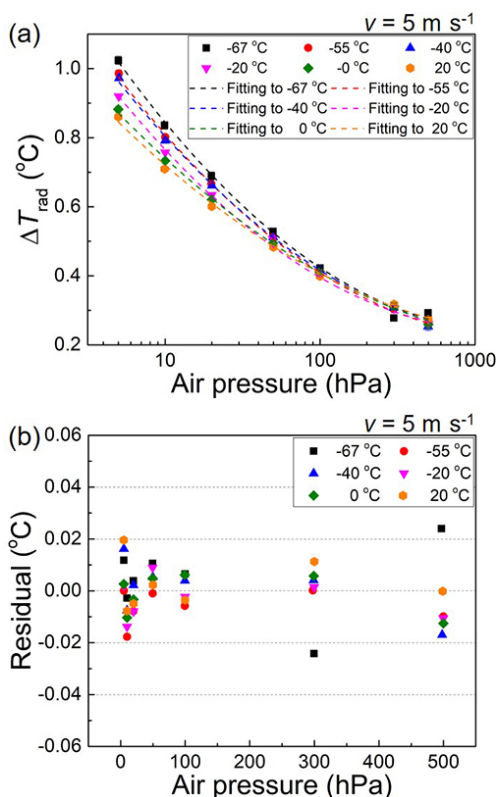 (a)
v = 5 m s⁻¹
-67 °C -55 °C -40 °C
-20 °C -0 °C 20 °C
Fitting to -67 °C Fitting to -55 °C
Fitting to -40 °C Fitting to -20 °C
Fitting to 0 °C Fitting to 20 °C
ΔT_rad (°C)
1.0
0.8
0.6
0.4
0.2
10 100 1000
Air pressure (hPa)
(b)
v = 5 m s⁻¹
-67 °C -55 °C
-40 °C -20 °C
0 °C 20 °C
Residual (°C)
0.06
0.04
0.02
0.00
-0.02
-0.04
-0.06
0 100 200 300 400 500
Air pressure (hPa)